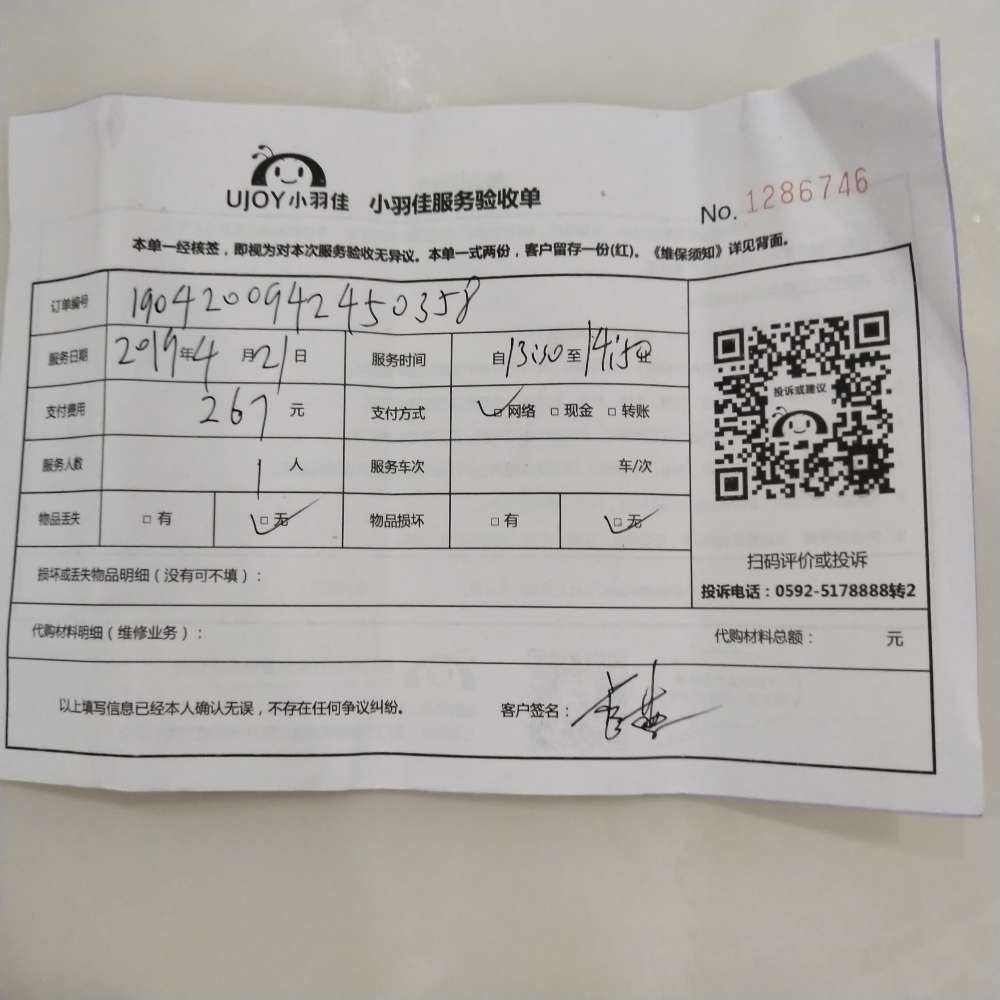 UJOY小羽佳 小羽佳服务验收单 No. 1286746
本单一经核签，即视为对本次服务验收无异议。本单一式两份，客户留存一份(红)。《维保须知》详见背面。
订单编号 1904200942450358
服务日期 2019年4月21日 服务时间 自13:30至14:50止
支付费用 267元 支付方式 ☑网络 □现金 □转账
投诉或建议
服务人数 1人 服务车次 车/次
物品丢失 □有 ☑无 物品损坏 □有 ☑无
扫码评价或投诉
损坏或丢失物品明细（没有可不填）：
投诉电话：0592-5178888转2
代购材料明细（维修业务）： 代购材料总额： 元
以上填写信息已经本人确认无误，不存在任何争议纠纷。 客户签名：